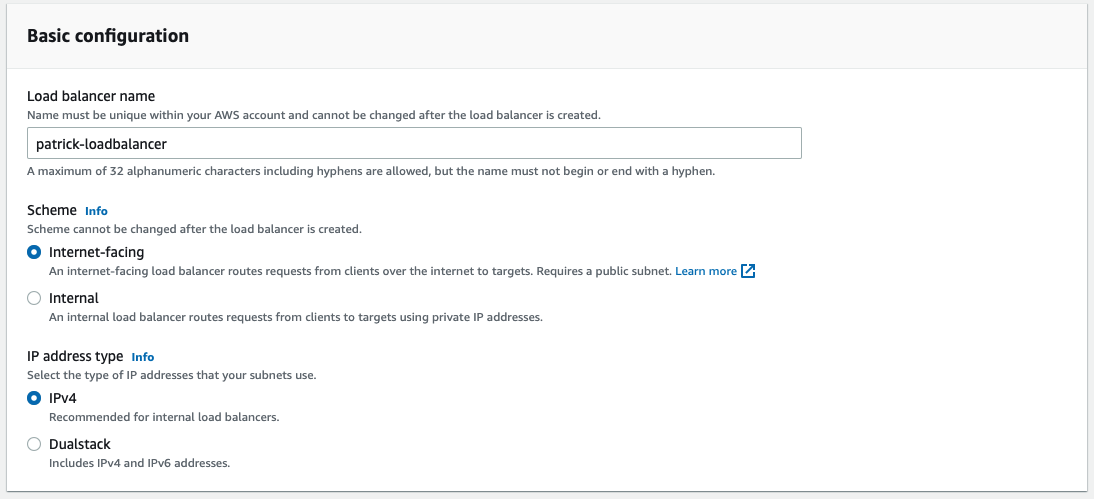 Basic configuration
Load balancer name
Name must be unique within your AWS account and cannot be changed after the load balancer is created.
patrick-loadbalancer
A maximum of 32 alphanumeric characters including hyphens are allowed, but the name must not begin or end with a hyphen.
Scheme Info
Scheme cannot be changed after the load balancer is created.
Internet-facing
An internet-facing load balancer routes requests from clients over the internet to targets. Requires a public subnet. Learn more
Internal
An internal load balancer routes requests from clients to targets using private IP addresses.
IP address type Info
Select the type of IP addresses that your subnets use.
IPv4
Recommended for internal load balancers.
Dualstack
Includes IPv4 and IPv6 addresses.